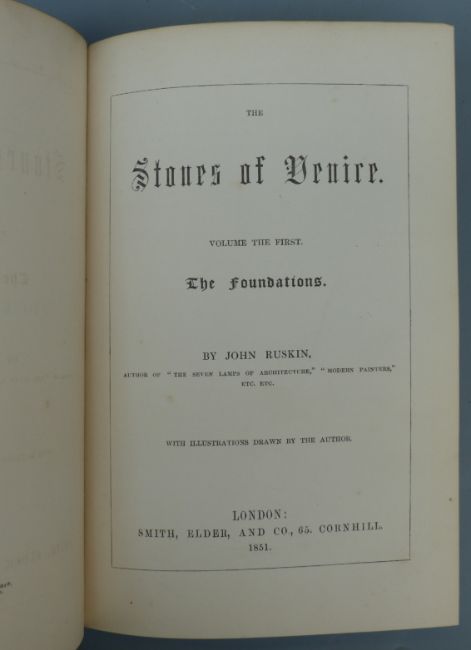 THE
Stones of Venice.
VOLUME THE FIRST.
The Foundations.
BY JOHN RUSKIN,
AUTHOR OF "THE SEVEN LAMPS OF ARCHITECTURE," "MODERN PAINTERS,"
ETC. ETC.
WITH ILLUSTRATIONS DRAWN BY THE AUTHOR.
LONDON:
SMITH, ELDER, AND CO., 65. CORNHILL.
1851.